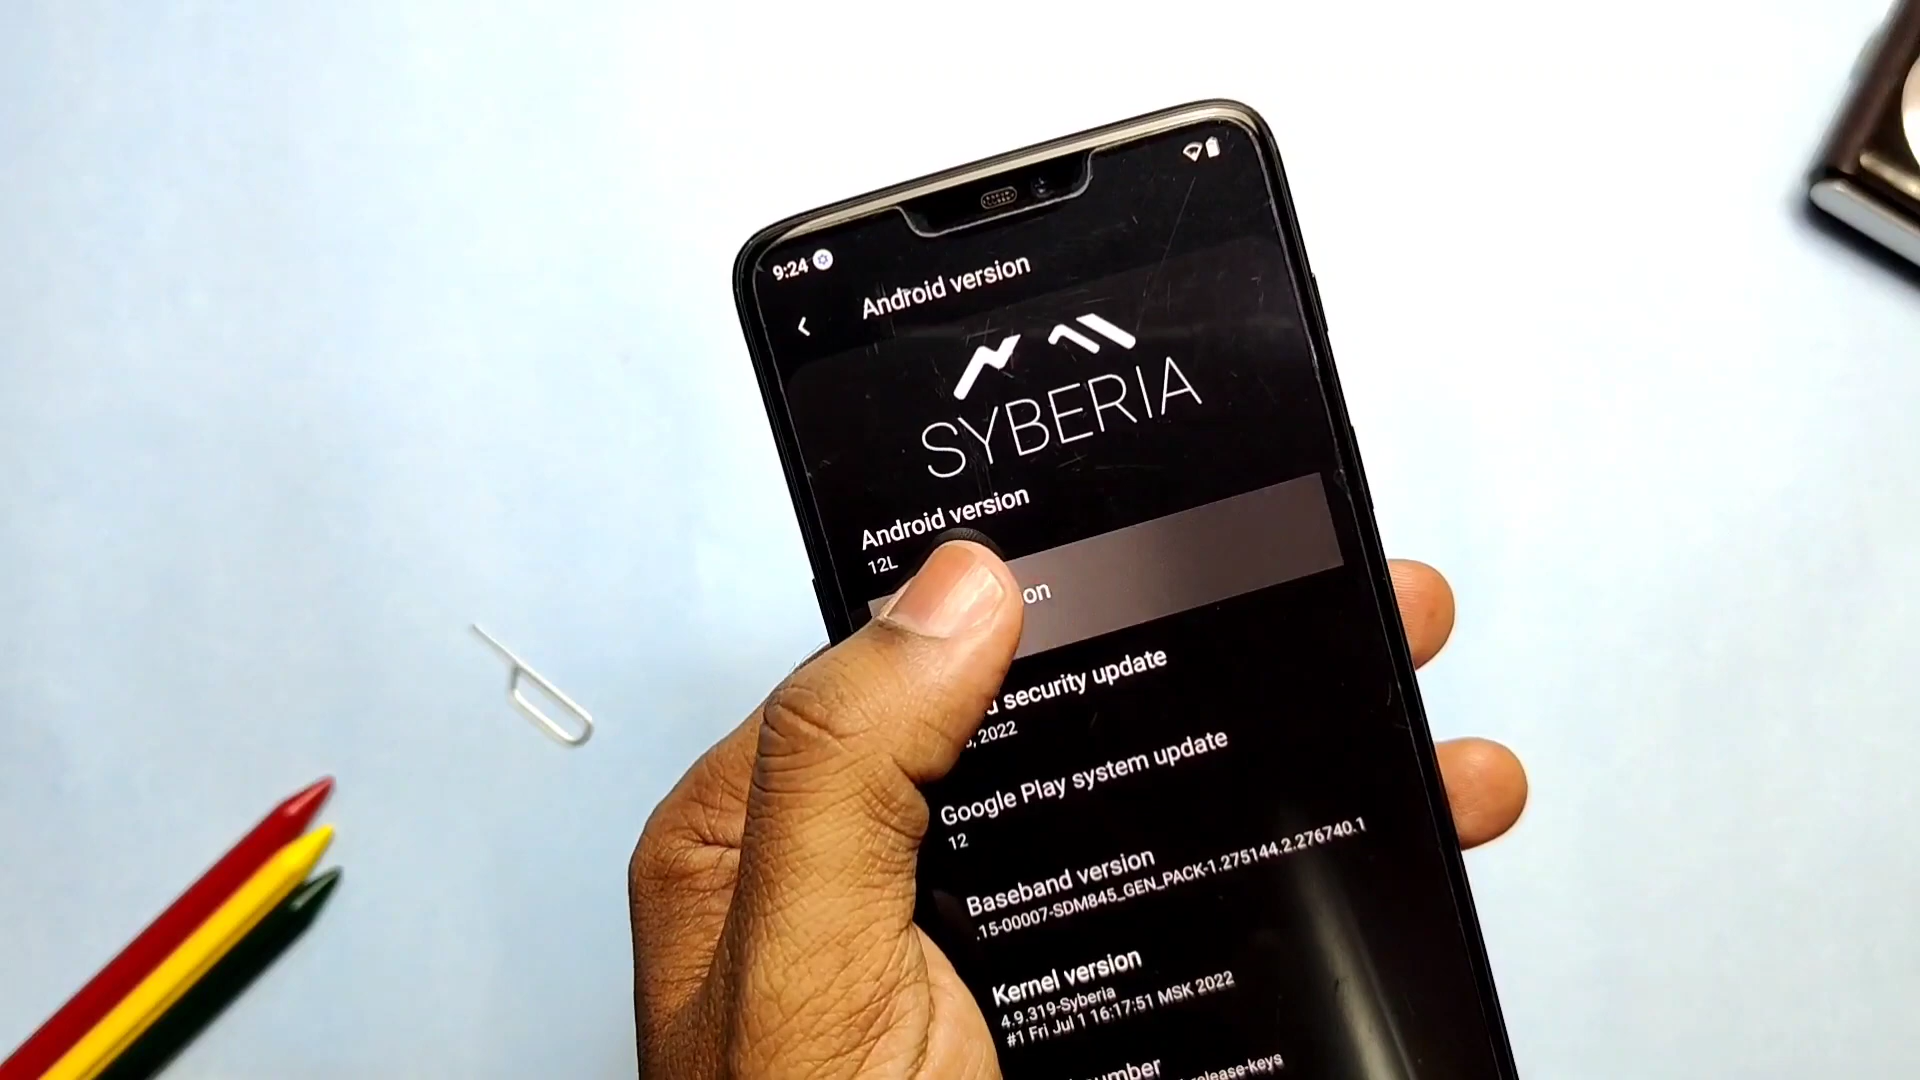 9:24
Android version
SYBERIA
Android version
12L
on
security update
, 2022
Google Play system update
12
Baseband version
.15-00007-SDM845_GEN_PACK-1.275144.2.276740.1
Kernel version
4.9.319-Syberia
#1 Fri Jul 1 16:17:51 MSK 2022
number
release-keys